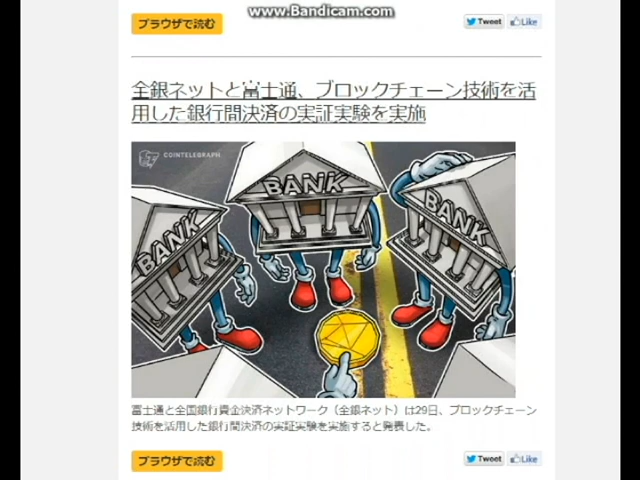 www.Bandicam.com
ブラウザで読む
Tweet Like
全銀ネットと富士通、ブロックチェーン技術を活
用した銀行間決済の実証実験を実施
COINTELEGRAPH
BANK
BANK
BANK
富士通と全国銀行資金決済ネットワーク（全銀ネット）は29日、ブロックチェーン
技術を活用した銀行間決済の実証実験を実施すると発表した。
ブラウザで読む
Tweet Like